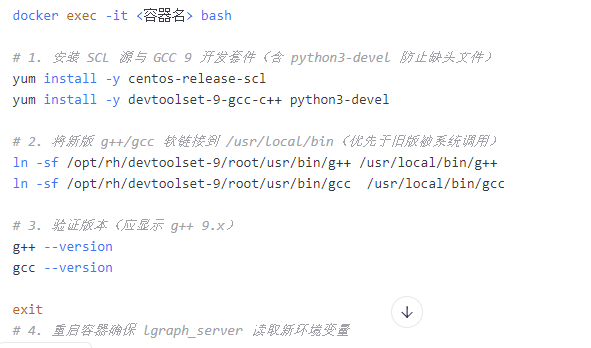 docker exec -it <容器名> bash
# 1. 安装 SCL 源与 GCC 9 开发套件（含 python3-devel 防止缺头文件）
yum install -y centos-release-scl
yum install -y devtoolset-9-gcc-c++ python3-devel
# 2. 将新版 g++/gcc 软链接到 /usr/local/bin（优先于旧版被系统调用）
ln -sf /opt/rh/devtoolset-9/root/usr/bin/g++ /usr/local/bin/g++
ln -sf /opt/rh/devtoolset-9/root/usr/bin/gcc  /usr/local/bin/gcc
# 3. 验证版本（应显示 g++ 9.x）
g++ --version
gcc --version
exit
# 4. 重启容器确保 lgraph_server 读取新环境变量